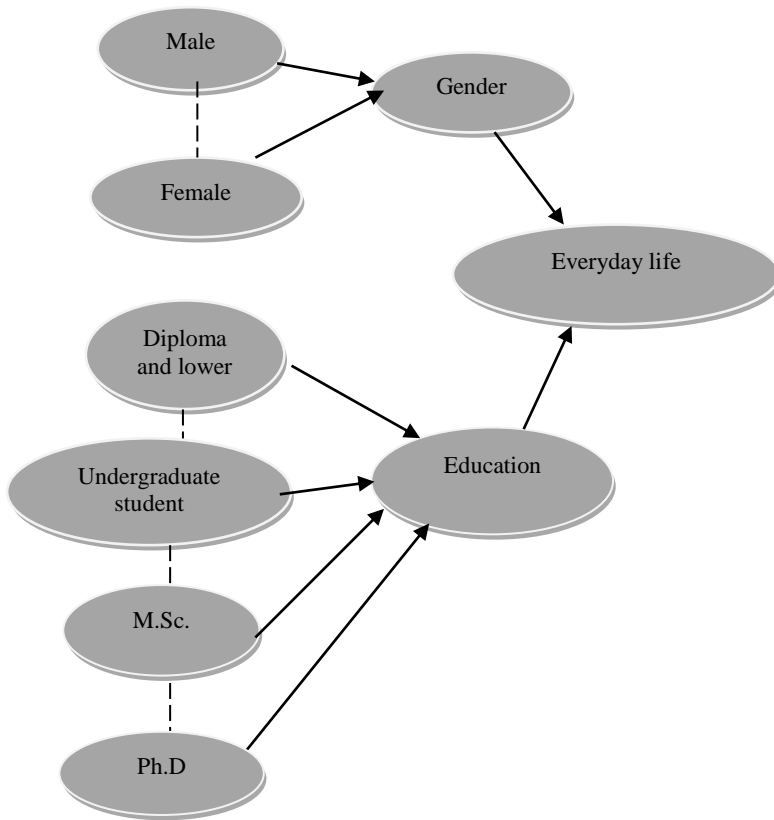 Male
Gender
Female
Everyday life
Diploma
and lower
Undergraduate
student
Education
M.Sc.
Ph.D